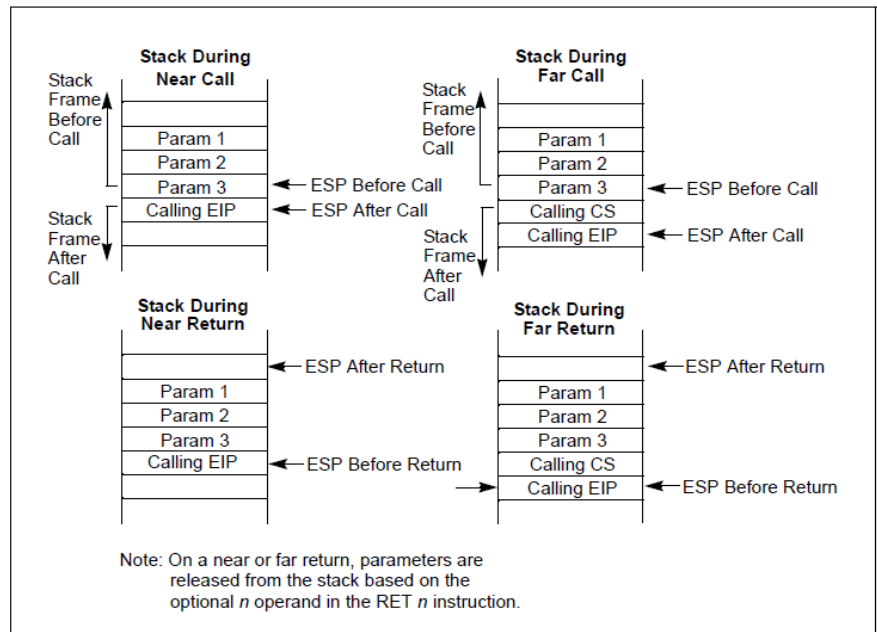 Stack During
Near Call
Stack
Frame
Before
Call
Param 1
Param 2
Param 3
Calling EIP
ESP Before Call
ESP After Call
Stack
Frame
After
Call
Stack During
Far Call
Stack
Frame
Before
Call
Param 1
Param 2
Param 3
Calling CS
Calling EIP
ESP Before Call
ESP After Call
Stack
Frame
After
Call
Stack During
Near Return
ESP After Return
Param 1
Param 2
Param 3
Calling EIP
ESP Before Return
Stack During
Far Return
ESP After Return
Param 1
Param 2
Param 3
Calling CS
Calling EIP
ESP Before Return
Note: On a near or far return, parameters are
released from the stack based on the
optional n operand in the RET n instruction.